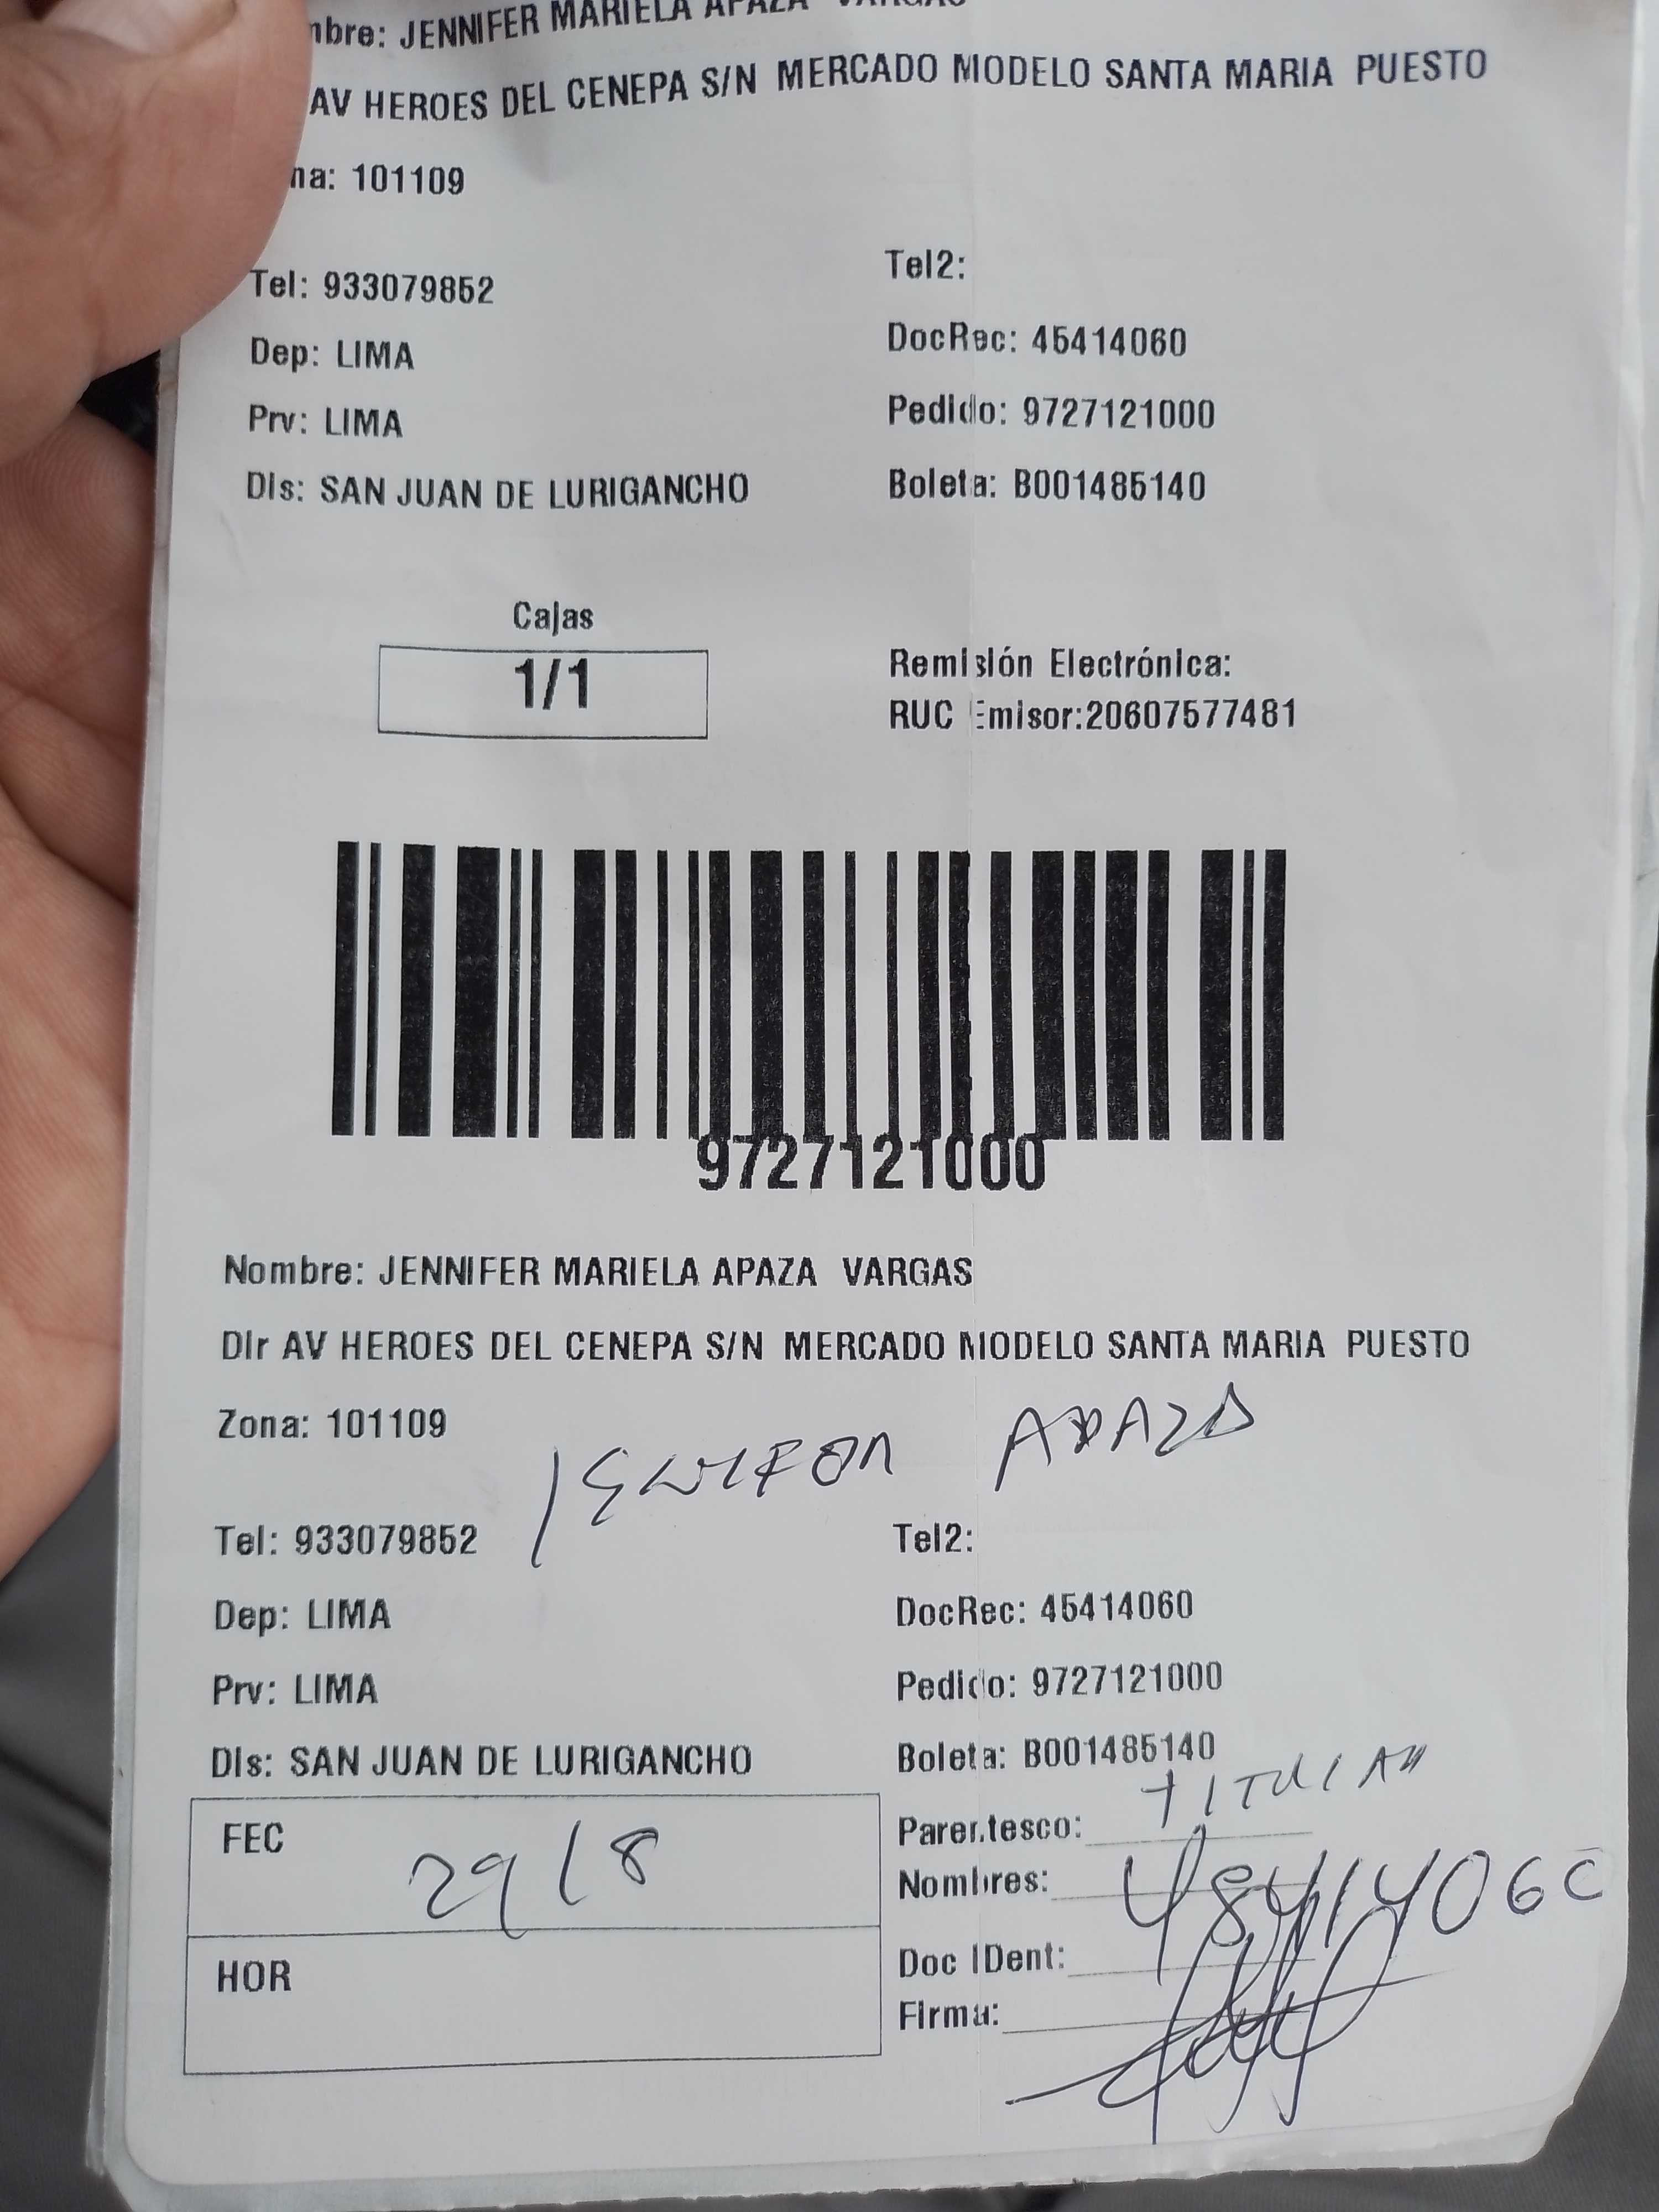 nbre: JENNIFER MARIELA APAZA VARGAS
AV HEROES DEL CENEPA S/N MERCADO MODELO SANTA MARIA PUESTO
na: 101109
Tel: 933079852
Tel2:
Dep: LIMA
DocRec: 45414060
Prv: LIMA
Pedido: 9727121000
Dis: SAN JUAN DE LURIGANCHO
Boleta: B001485140
Cajas
1/1
Remisión Electrónica:
RUC Emisor:20607577481
9727121000
Nombre: JENNIFER MARIELA APAZA VARGAS
Dir AV HEROES DEL CENEPA S/N MERCADO MODELO SANTA MARIA PUESTO
Zona: 101109
APAZA
Tel: 933079852
Tel2:
Dep: LIMA
DocRec: 45414060
Prv: LIMA
Pedido: 9727121000
Dis: SAN JUAN DE LURIGANCHO
Boleta: B001485140
FEC 29/8
Parentesco: TITULAR
Nombres:
HOR
Doc IDent:
Firma: